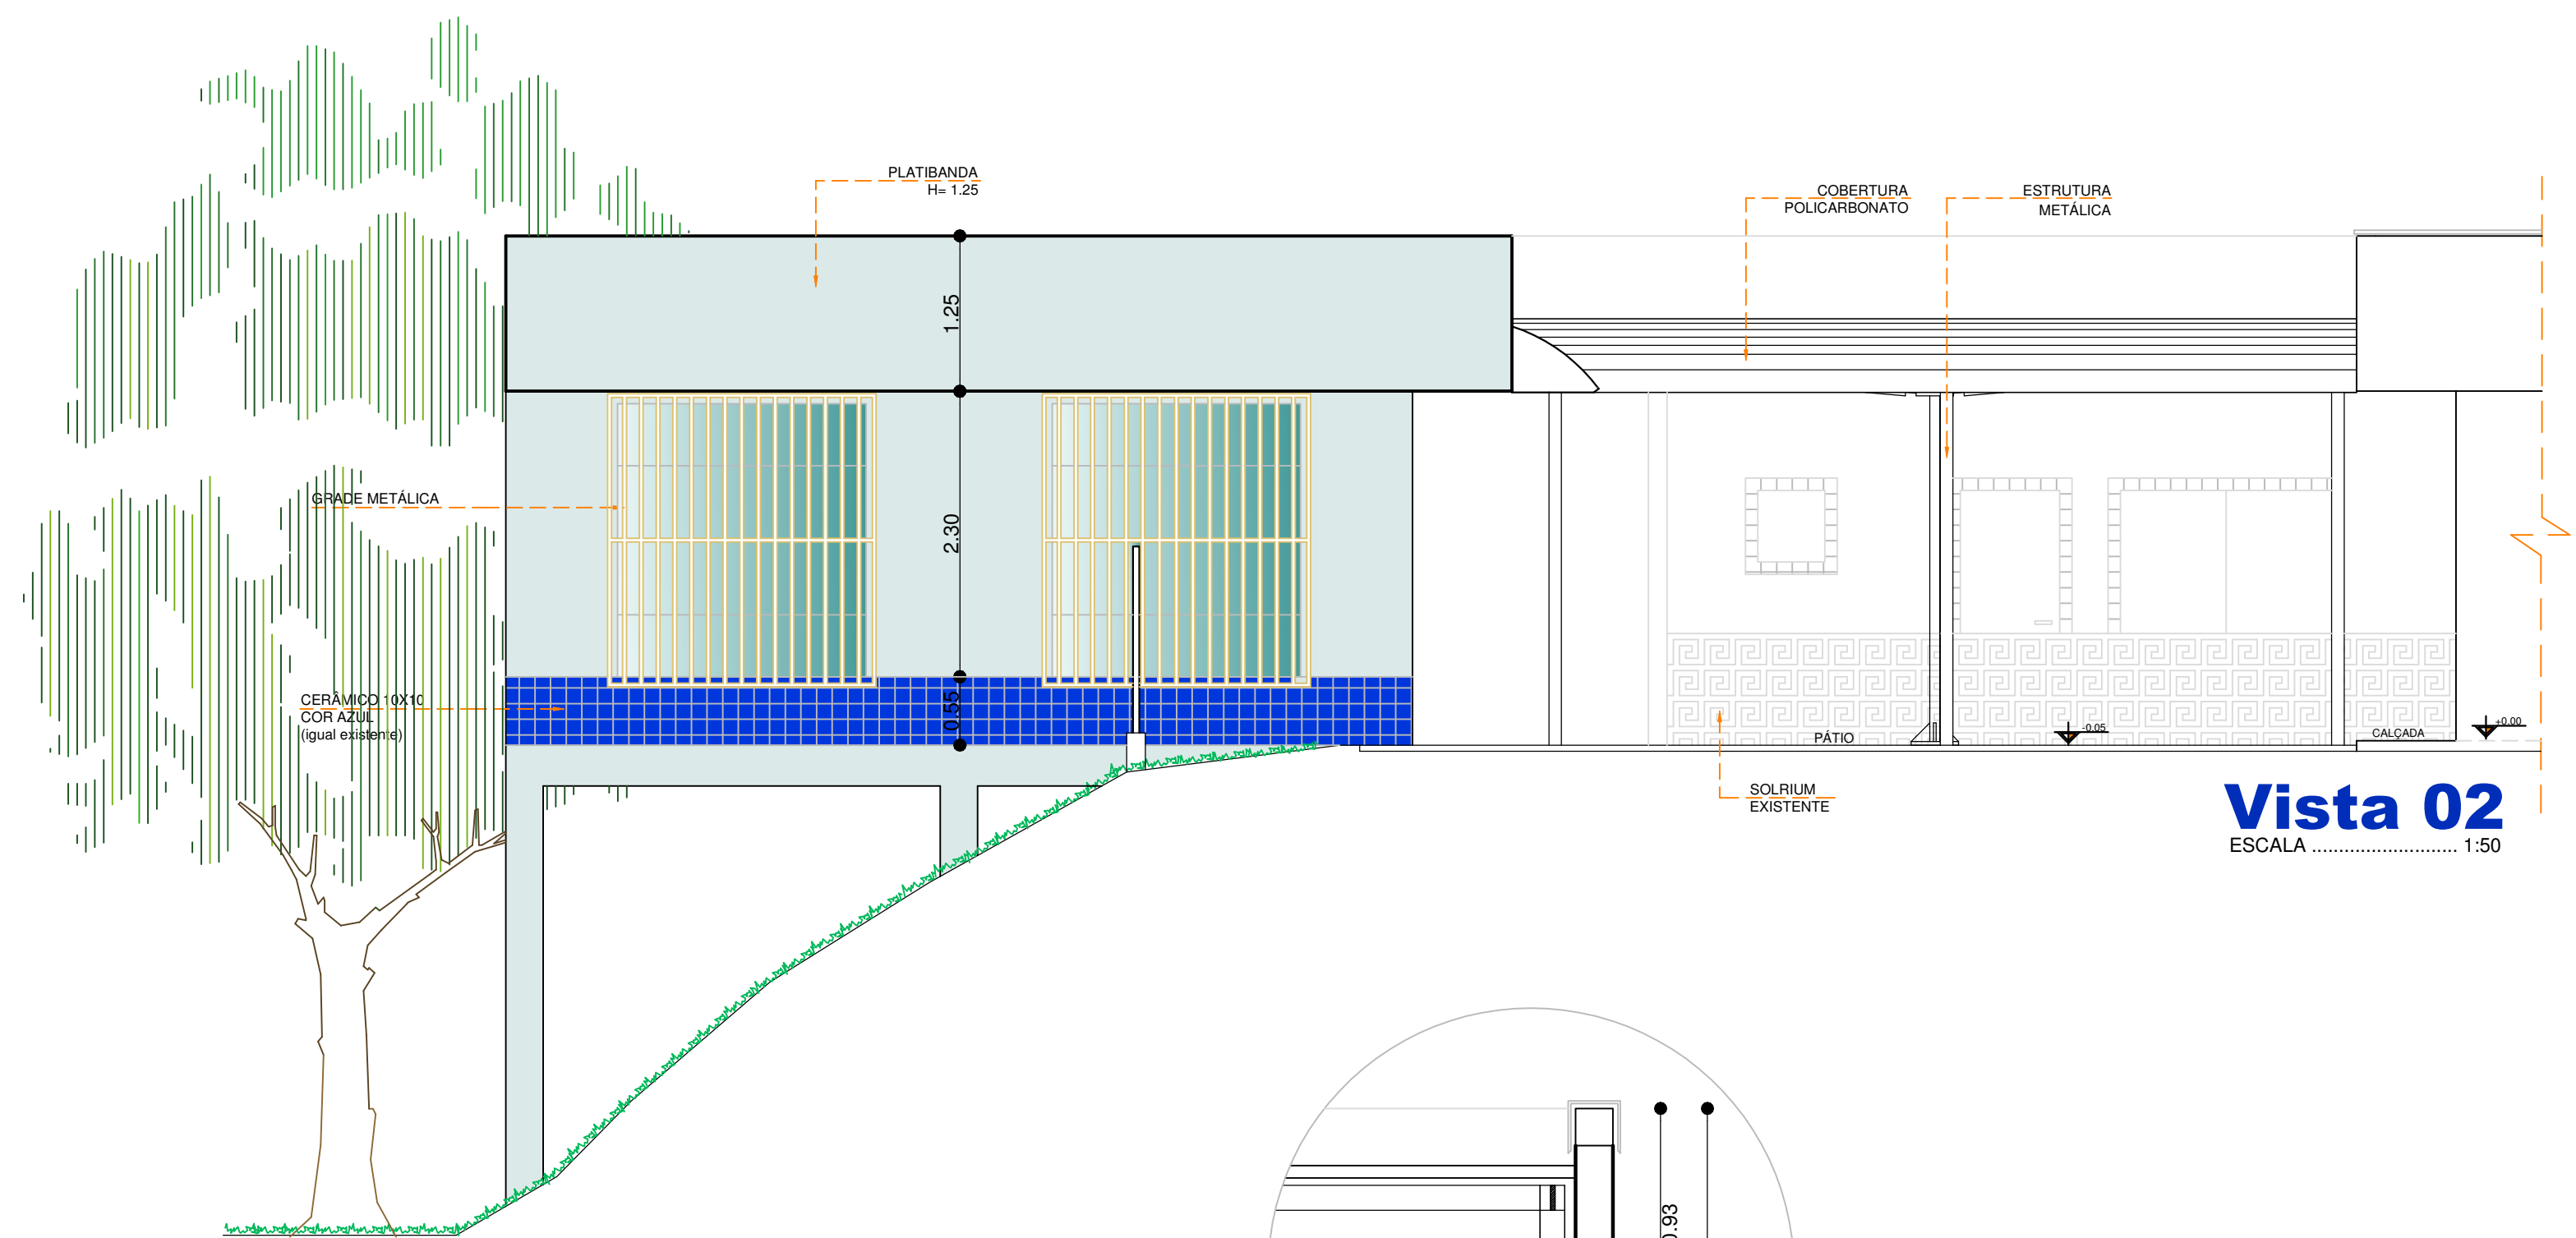 PLATIBANDA
H= 1.25
COBERTURA
POLICARBONATO
ESTRUTURA
METÁLICA
1.25
GRADE METÁLICA
2.30
CERÂMICO 10X10
COR AZUL
(igual existente)
0.55
PÁTIO
-0.05
CALÇADA
+0.00
SOLRIUM
EXISTENTE
Vista 02
ESCALA ........................... 1:50
0.93